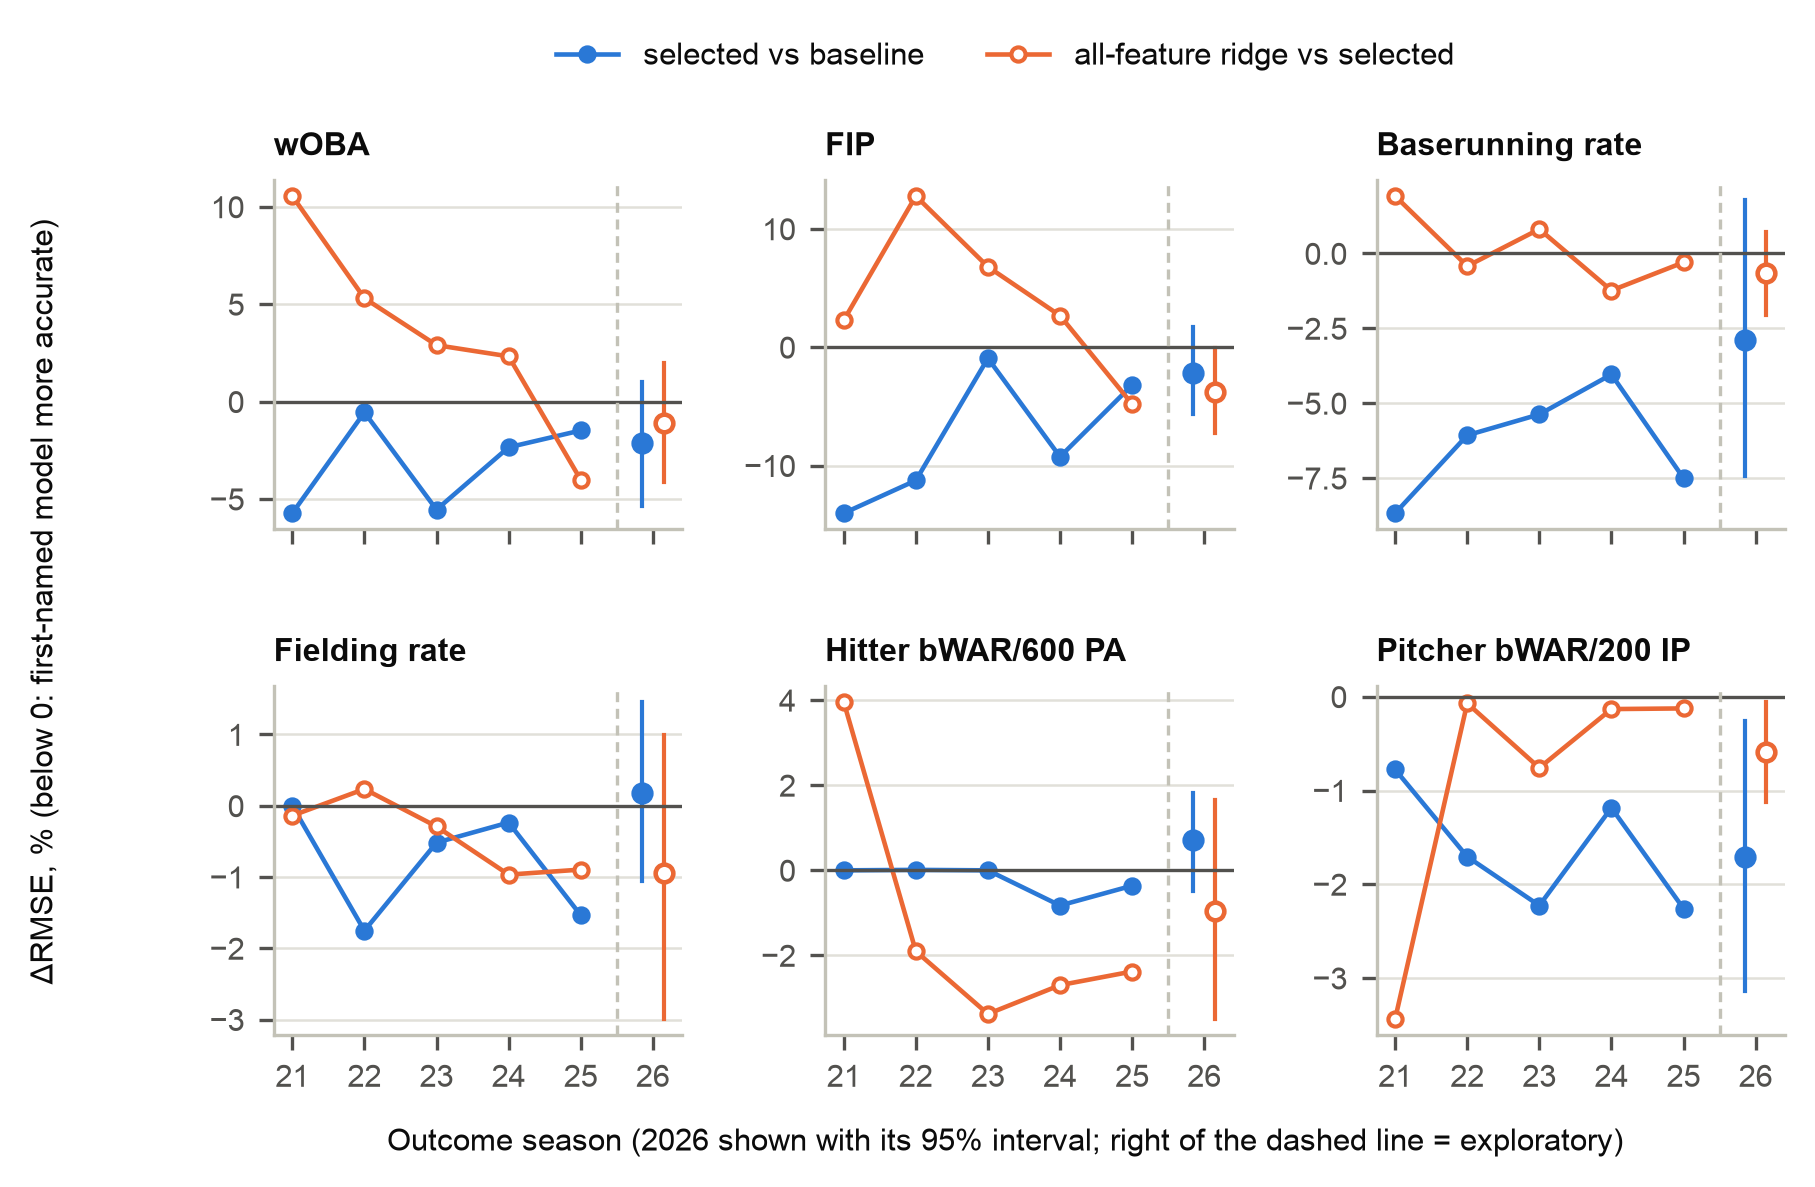 selected vs baseline
all-feature ridge vs selected
wOBA
FIP
Baserunning rate
10
5
0
−5
10
0
−10
0.0
−2.5
−5.0
−7.5
ΔRMSE, % (below 0: first-named model more accurate)
Fielding rate
Hitter bWAR/600 PA
Pitcher bWAR/200 IP
1
0
−1
−2
−3
4
2
0
−2
0
−1
−2
−3
21 22 23 24 25 26
21 22 23 24 25 26
21 22 23 24 25 26
Outcome season (2026 shown with its 95% interval; right of the dashed line = exploratory)